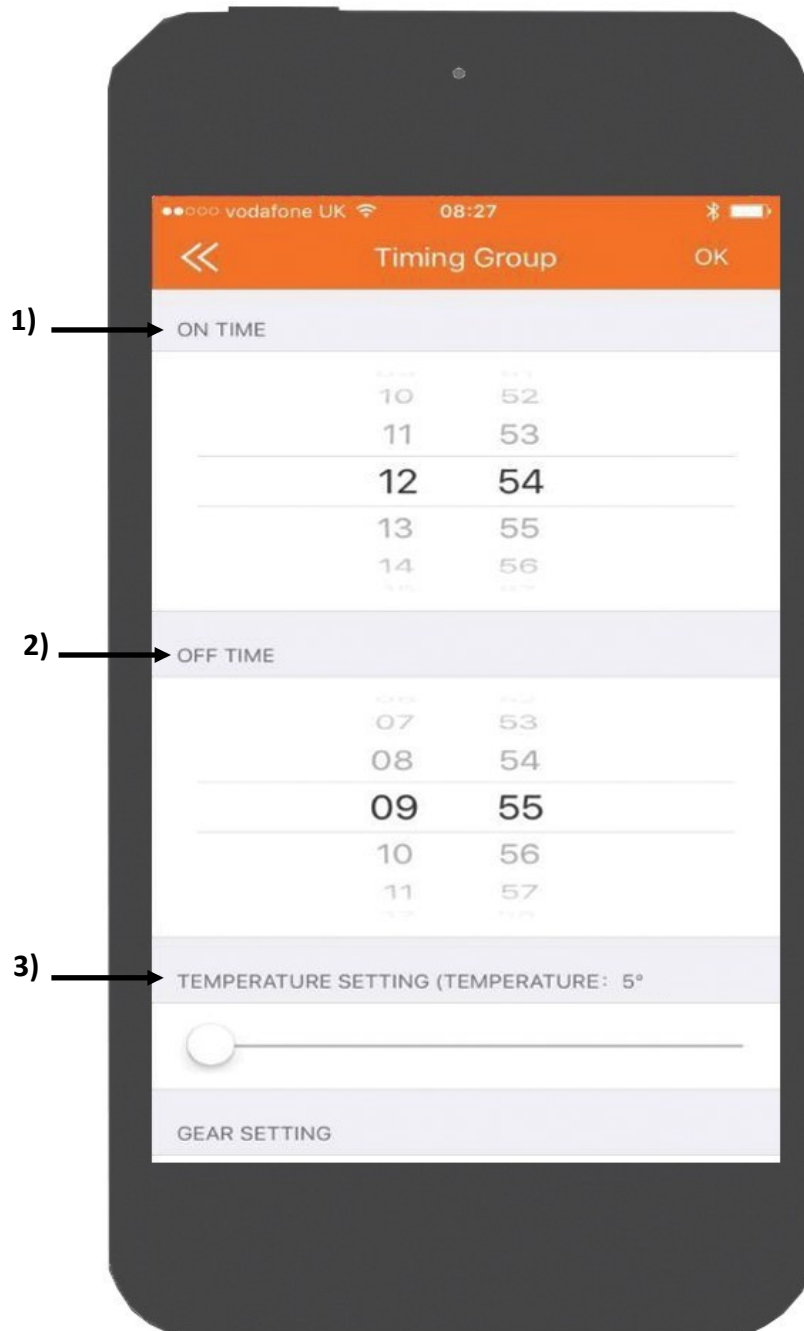 vodafone UK 08:27
Timing Group OK
1) ON TIME
10 52
11 53
12 54
13 55
14 56
2) OFF TIME
07 53
08 54
09 55
10 56
11 57
3) TEMPERATURE SETTING (TEMPERATURE: 5°
GEAR SETTING